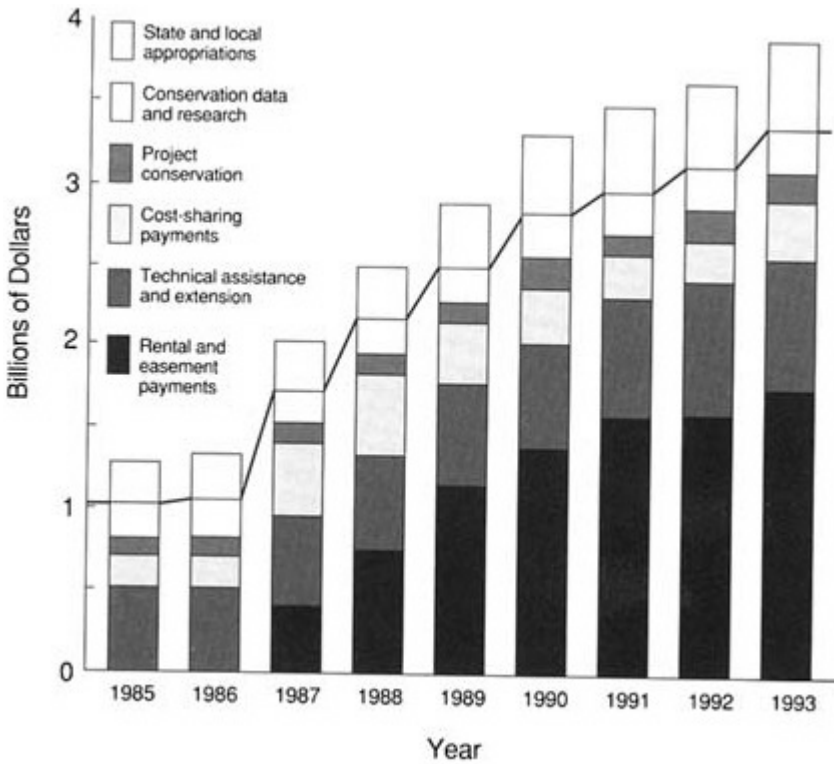 4
3
2
1
0
Billions of Dollars
State and local
appropriations
Conservation data
and research
Project
conservation
Cost-sharing
payments
Technical assistance
and extension
Rental and
easement
payments
1985
1986
1987
1988
1989
1990
1991
1992
1993
Year